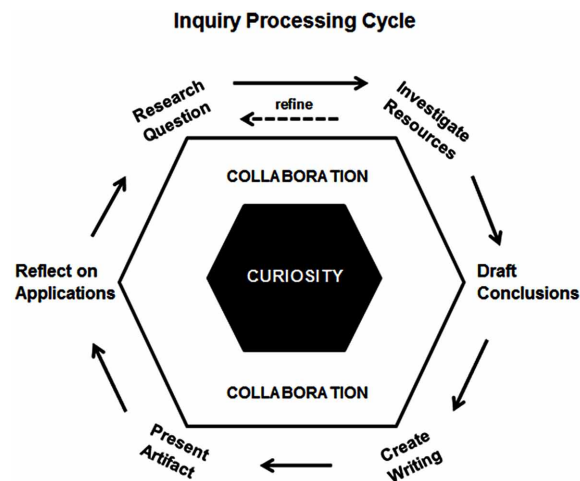 Inquiry Processing Cycle
Research
Question
refine
Investigate
Resources
COLLABORATION
CURIOSITY
Reflect on
Applications
Draft
Conclusions
COLLABORATION
Present
Artifact
Create
Writing